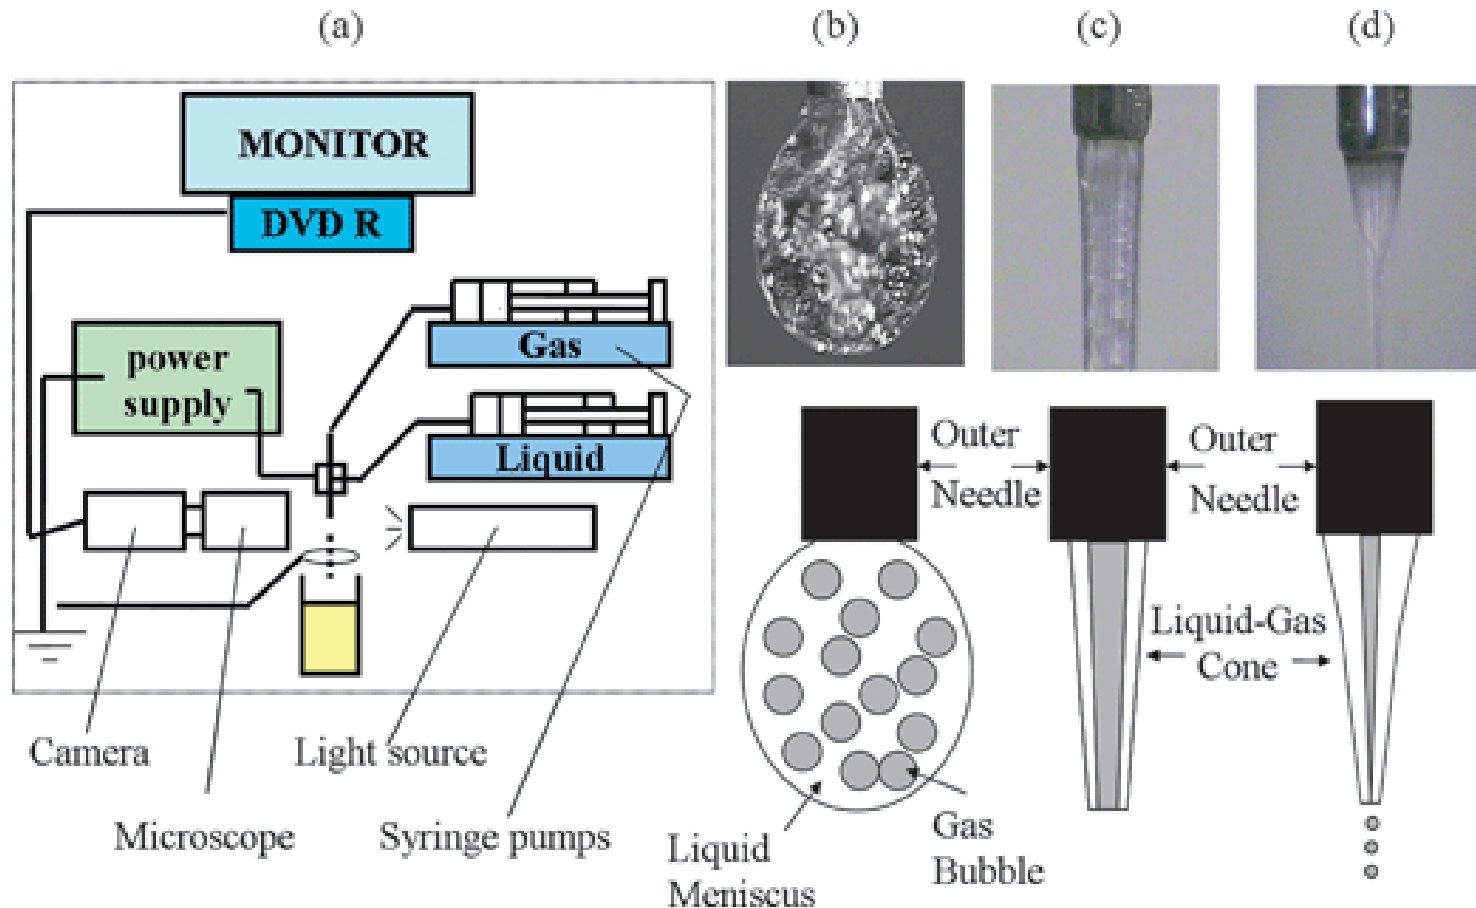 (a)
(b)
(c)
(d)
MONITOR
DVD R
power
supply
Gas
Liquid
Camera
Light source
Microscope
Syringe pumps
Outer
Needle
Outer
Needle
Liquid-Gas
Cone
Liquid
Meniscus
Gas
Bubble